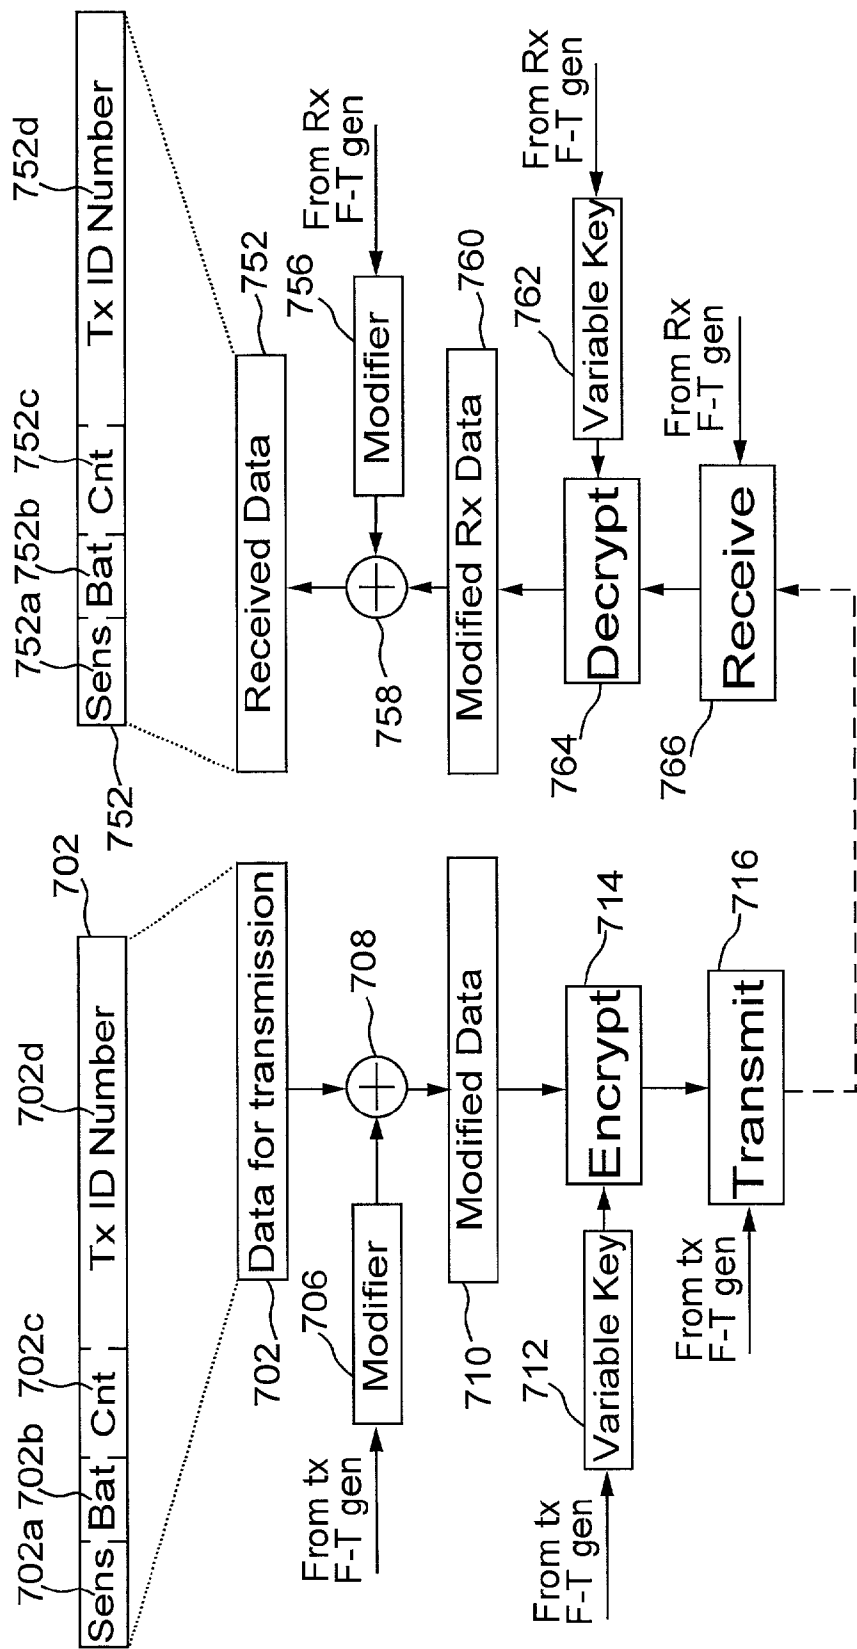 702a
702b
702c
702d
702
Sens
Bat
Cnt
Tx ID Number
702
Data for transmission
From tx
F-T gen
706
Modifier
708
710
Modified Data
From tx
F-T gen
712
Variable Key
Encrypt
714
From tx
F-T gen
Transmit
716
752a
752b
752c
752d
752
Sens
Bat
Cnt
Tx ID Number
Received Data
752
758
Modifier
756
From Rx
F-T gen
Modified Rx Data
760
764
Decrypt
Variable Key
762
From Rx
F-T gen
766
Receive
From Rx
F-T gen